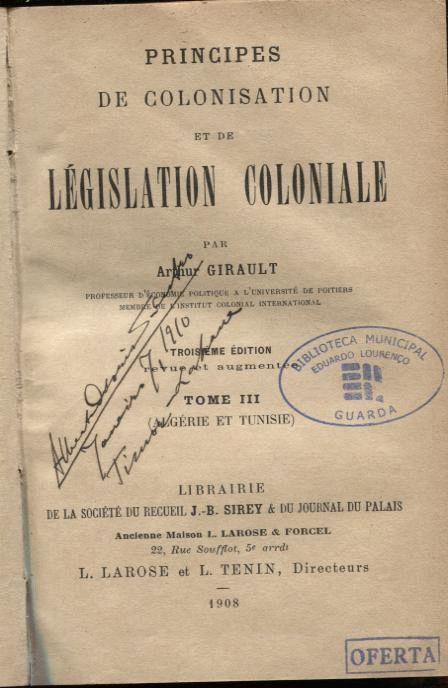 PRINCIPES
DE COLONISATION
ET DE
LÉGISLATION COLONIALE
PAR
Arthur GIRAULT
PROFESSEUR D'ÉCONOMIE POLITIQUE A L'UNIVERSITÉ DE POITIERS
MEMBRE DE L'INSTITUT COLONIAL INTERNATIONAL
TROISIÈME ÉDITION
revue et augmentée
TOME III
(ALGÉRIE ET TUNISIE)
Janeiro 1910
BIBLIOTECA MUNICIPAL
EDUARDO LOURENÇO
GUARDA
LIBRAIRIE
DE LA SOCIÉTÉ DU RECUEIL J.-B. SIREY & DU JOURNAL DU PALAIS
Ancienne Maison L. LAROSE & FORCEL
22, Rue Soufflot, 5e arrdt
L. LAROSE et L. TENIN, Directeurs
1908
OFERTA